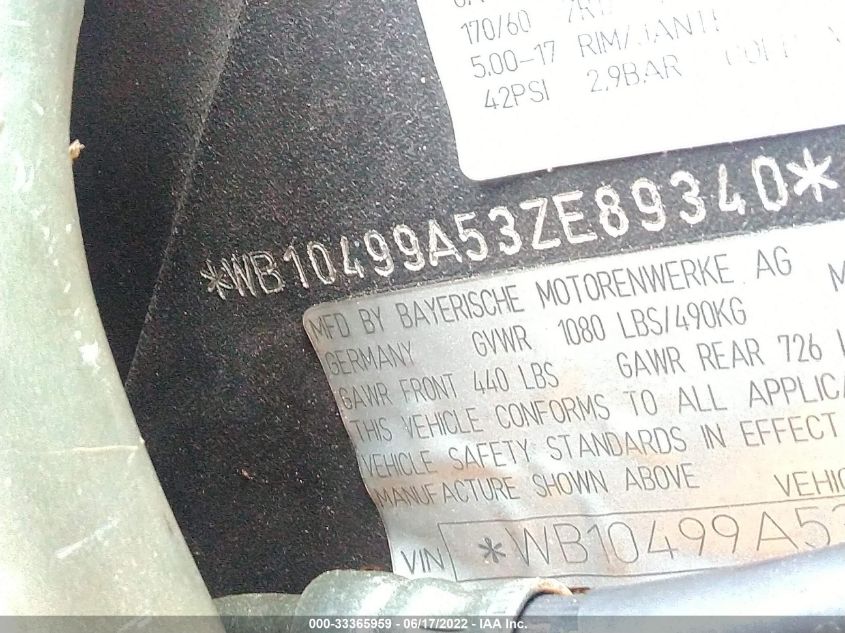 170/60
5.00-17 RIM/JANTE
42PSI 2.9BAR
*WB10499A53ZE89340*
MFD BY BAYERISCHE MOTORENWERKE AG
GERMANY GVWR 1080 LBS/490KG
GAWR FRONT 440 LBS GAWR REAR 726
THIS VEHICLE CONFORMS TO ALL APPLICA
VEHICLE SAFETY STANDARDS IN EFFECT
MANUFACTURE SHOWN ABOVE VEHIC
VIN *WB10499A53
000-33365959 - 06/17/2022 - IAA Inc.